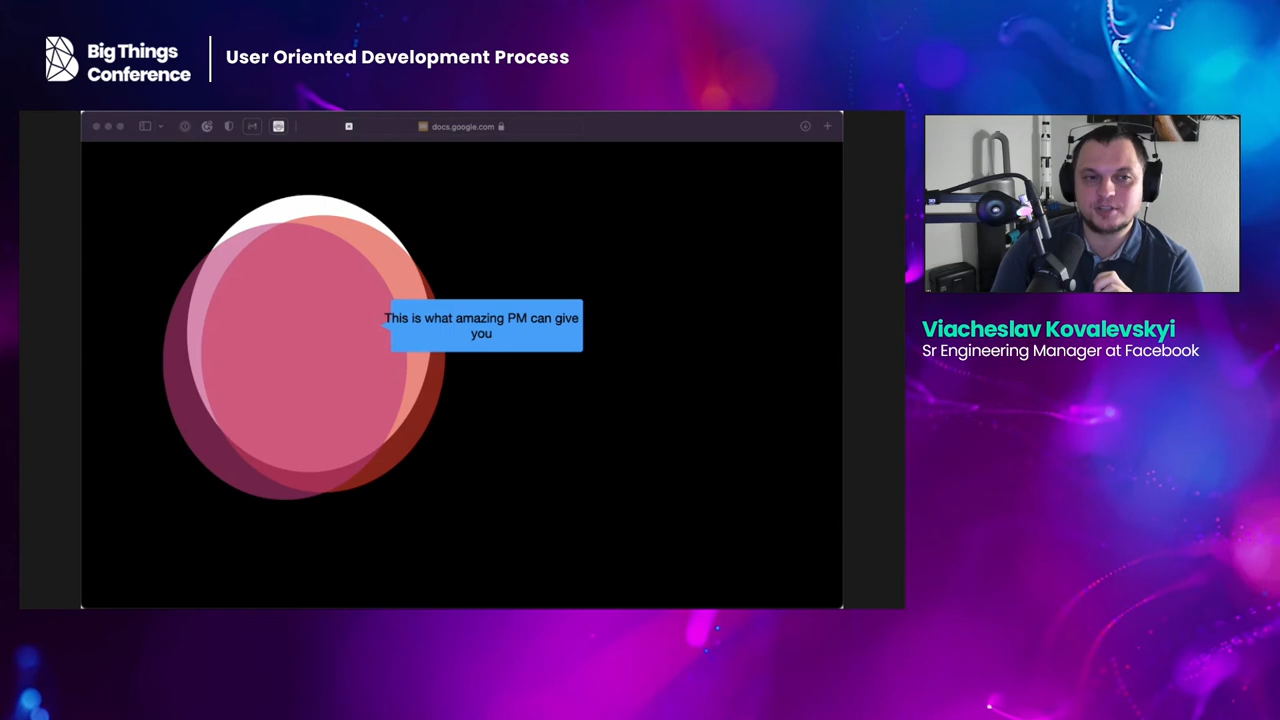 Big Things
Conference
User Oriented Development Process
docs.google.com
This is what amazing PM can give
you
Viacheslav Kovalevskyi
Sr Engineering Manager at Facebook